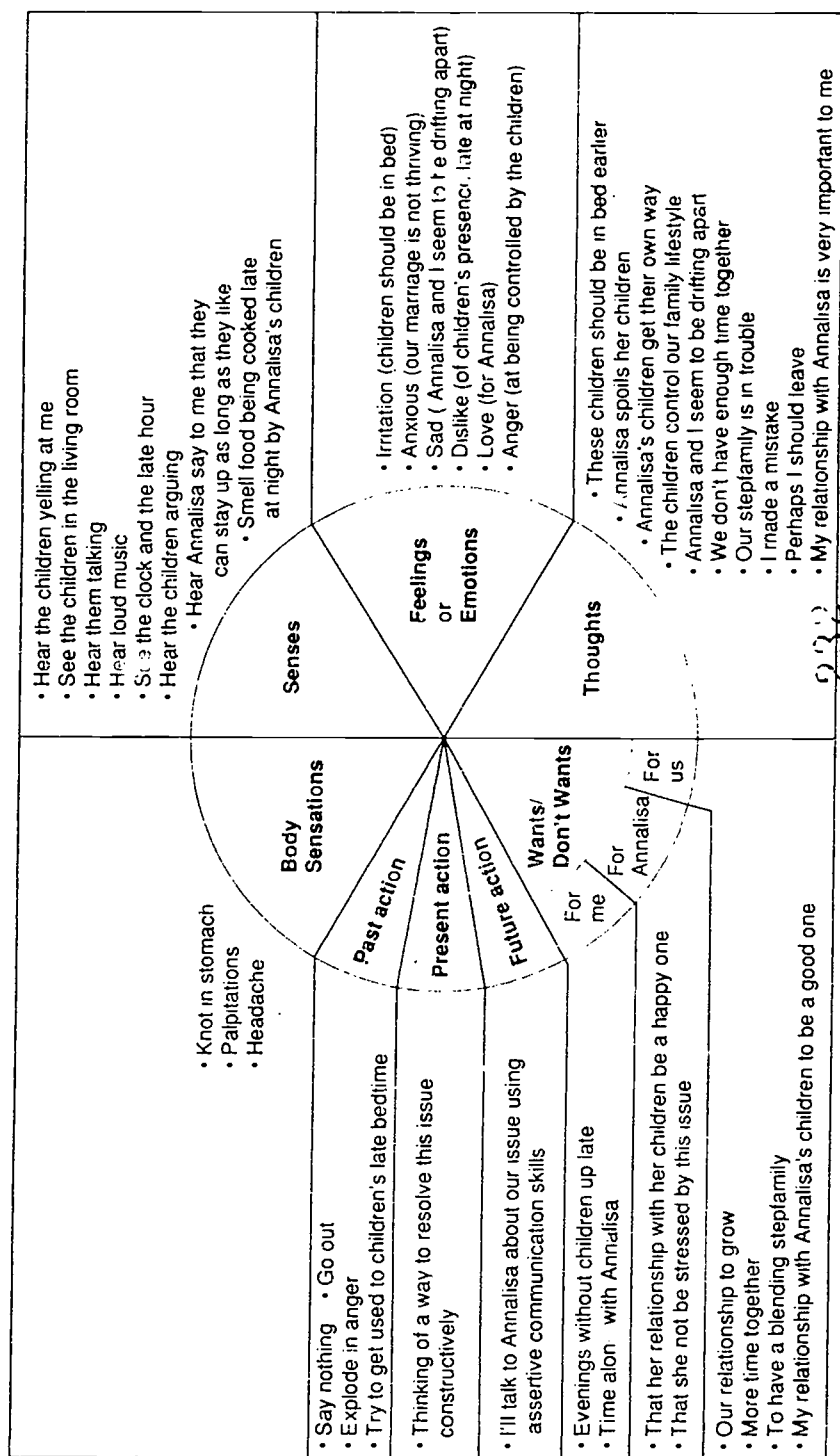 • Hear the children yelling at me
• See the children in the living room
• Hear them talking
• Hear loud music
• See the clock and the late hour
• Hear the children arguing
• Hear Annalisa say to me that they
can stay up as long as they like
• Smell food being cooked late
at night by Annalisa's children
• Irritation (children should be in bed)
• Anxious (our marriage is not thriving)
• Sad ( Annalisa and I seem to be drifting apart)
• Dislike (of children's presence late at night)
• Love (for Annalisa)
• Anger (at being controlled by the children)
• These children should be in bed earlier
• Annalisa spoils her children
• Annalisa's children get their own way
• The children control our family lifestyle
• Annalisa and I seem to be drifting apart
• We don't have enough time together
• Our stepfamily is in trouble
• I made a mistake
• Perhaps I should leave
• My relationship with Annalisa is very important to me
Senses
Feelings
or
Emotions
Thoughts
Body
Sensations
Past action
Present action
Future action
Wants/
Don't Wants
For
me
For
Annalisa
For
us
• Knot in stomach
• Palpitations
• Headache
• Say nothing • Go out
• Explode in anger
• Try to get used to children's late bedtime
• Thinking of a way to resolve this issue
constructively
• I'll talk to Annalisa about our issue using
assertive communication skills
• Evenings without children up late
• Time alon with Annalisa
• That her relationship with her children be a happy one
• That she not be stressed by this issue
• Our relationship to grow
• More time together
• To have a blending stepfamily
• My relationship with Annalisa's children to be a good one